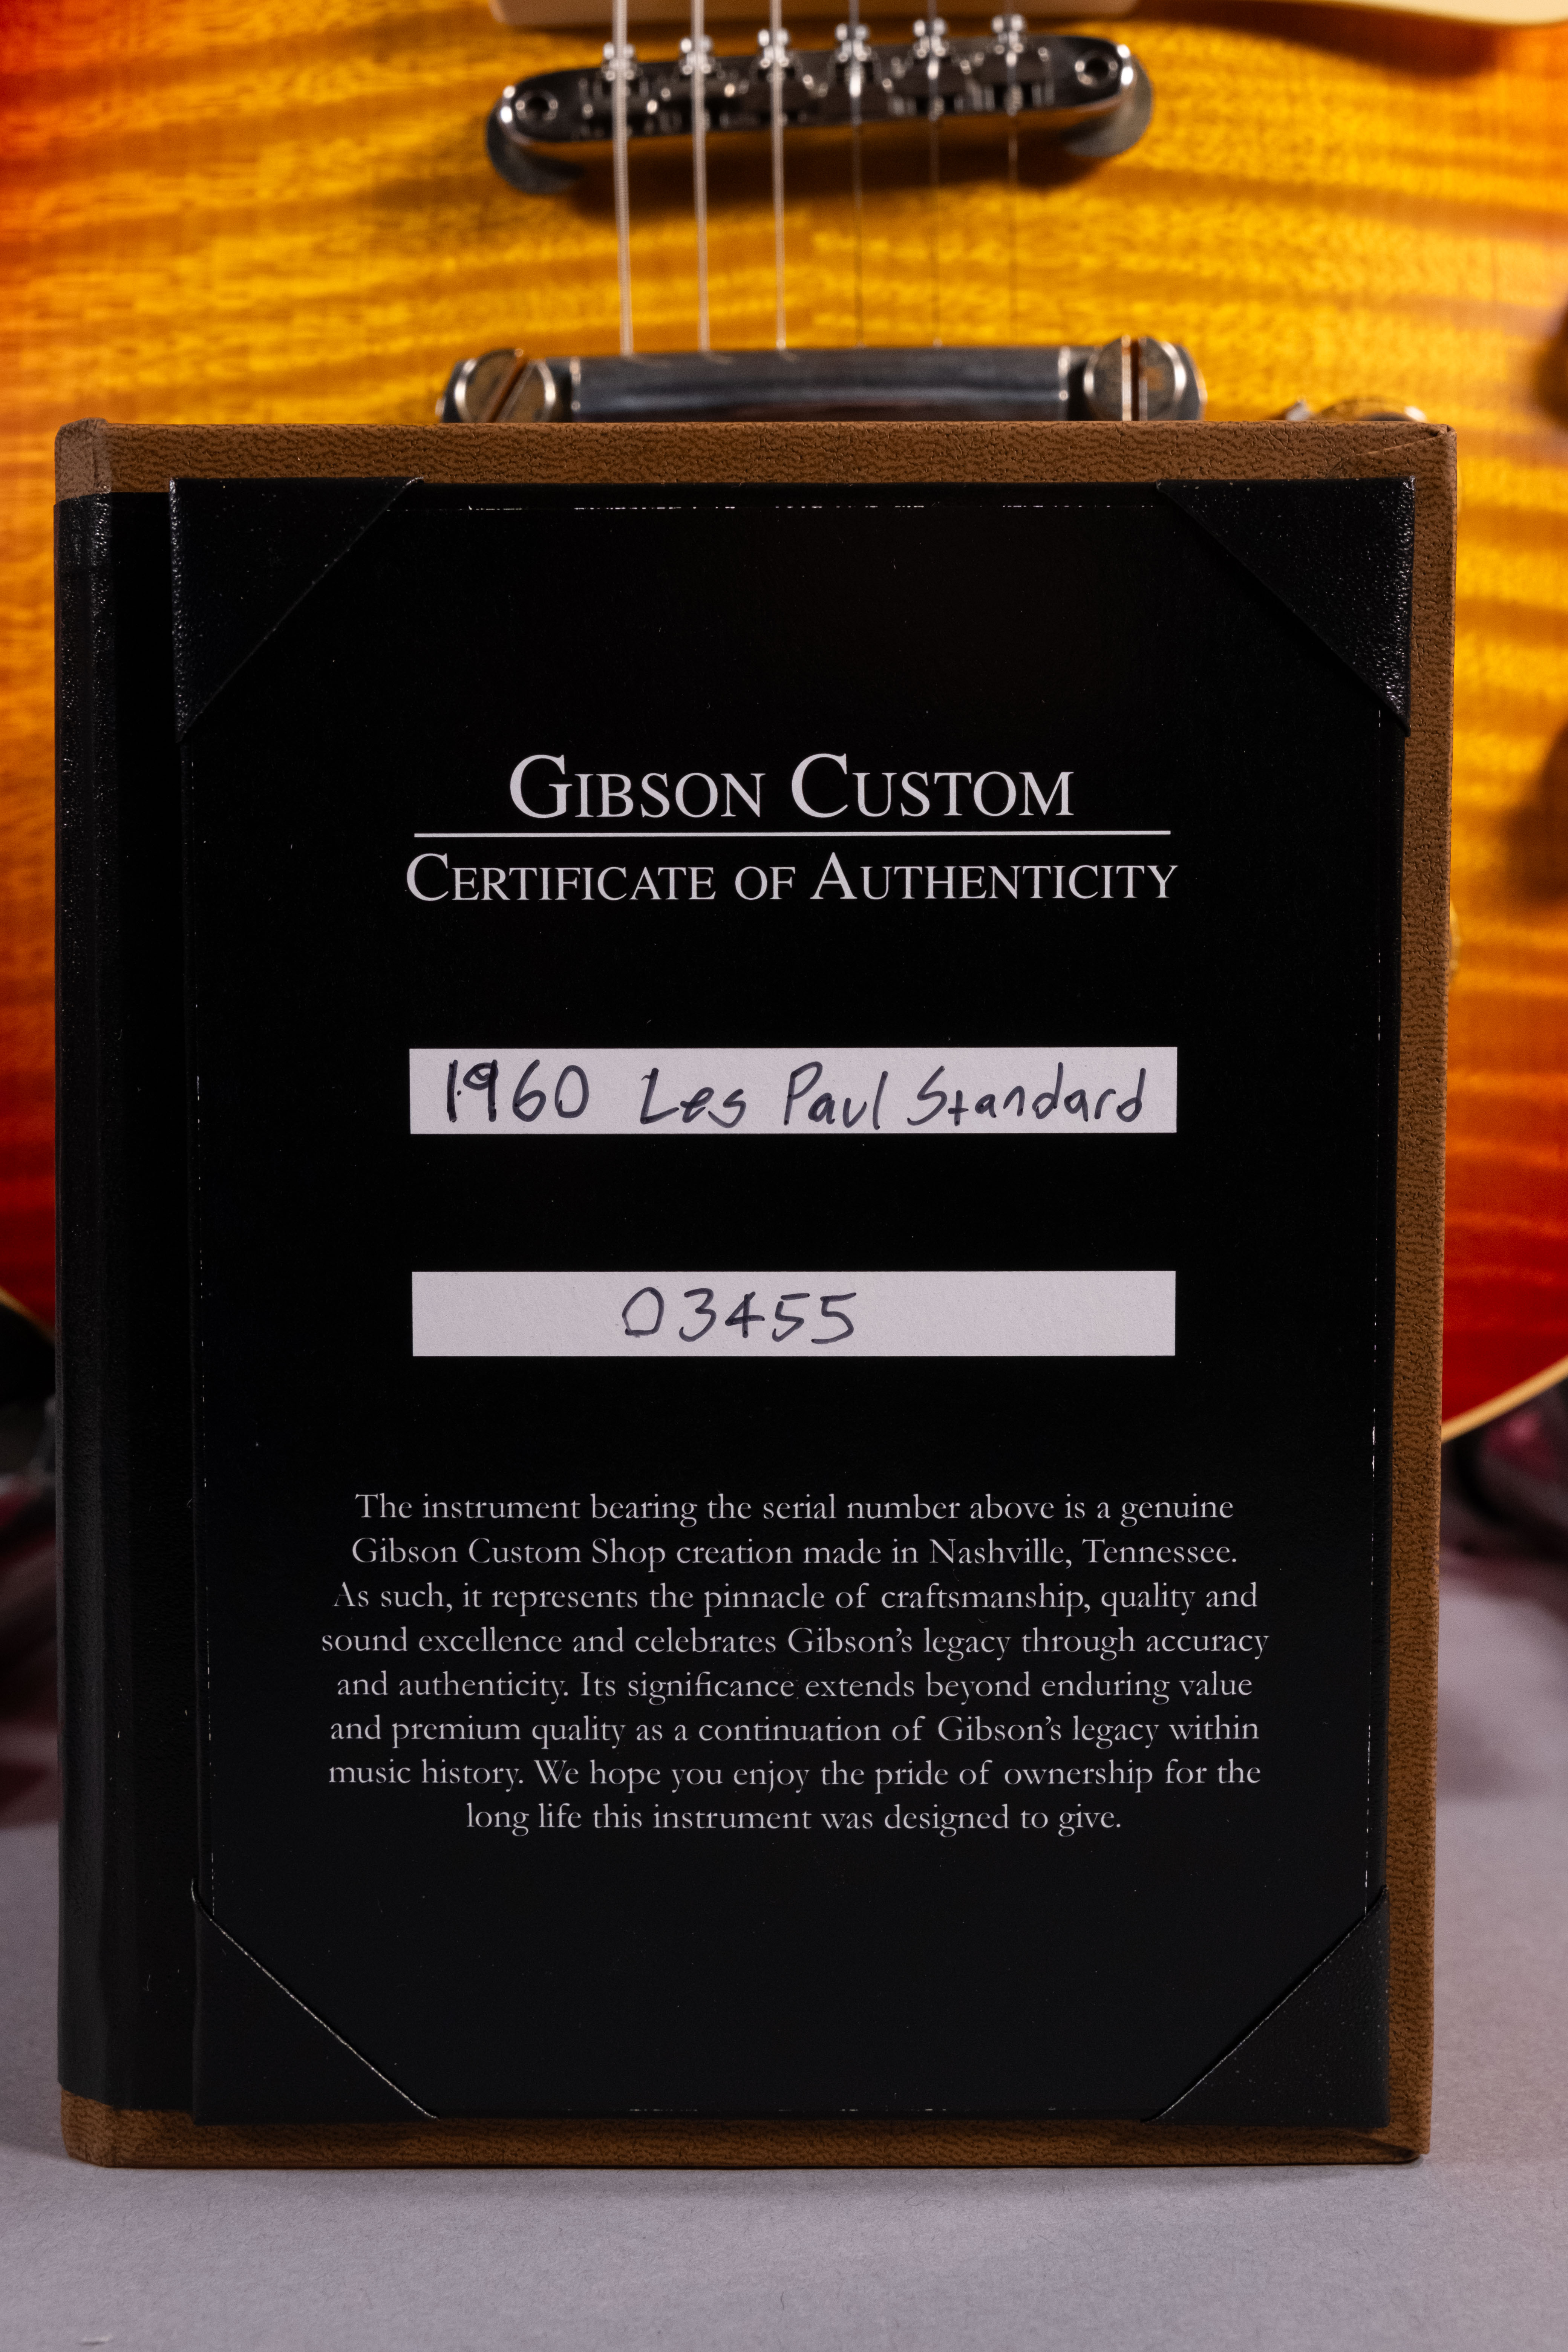 GIBSON CUSTOM
CERTIFICATE OF AUTHENTICITY
1960 Les Paul Standard
03455
The instrument bearing the serial number above is a genuine
Gibson Custom Shop creation made in Nashville, Tennessee.
As such, it represents the pinnacle of craftsmanship, quality and
sound excellence and celebrates Gibson’s legacy through accuracy
and authenticity. Its significance extends beyond enduring value
and premium quality as a continuation of Gibson’s legacy within
music history. We hope you enjoy the pride of ownership for the
long life this instrument was designed to give.